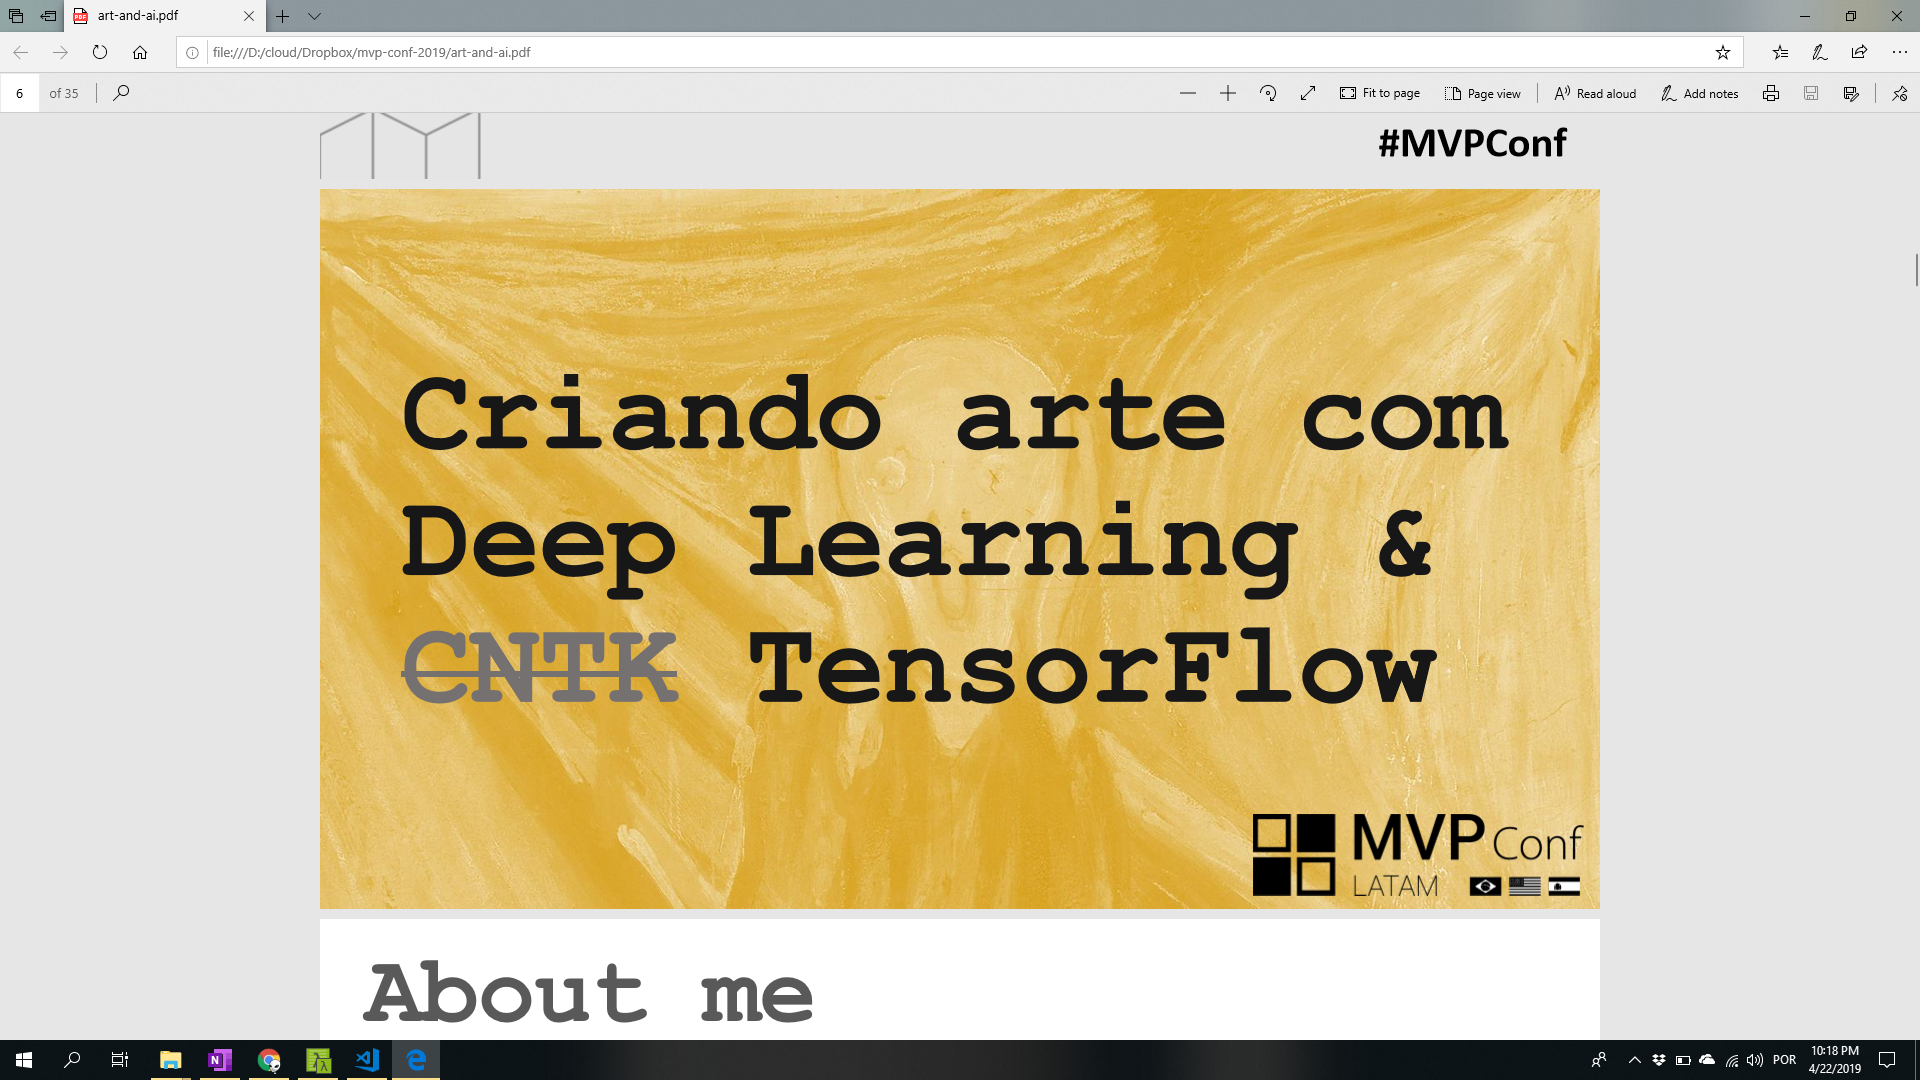 art-and-ai.pdf
file:///D:/cloud/Dropbox/mvp-conf-2019/art-and-ai.pdf
6 of 35
Fit to page
Page view
Read aloud
Add notes
#MVPConf
Criando arte com
Deep Learning &
CNTK TensorFlow
MVP Conf
LATAM
About me
POR
10:18 PM
4/22/2019